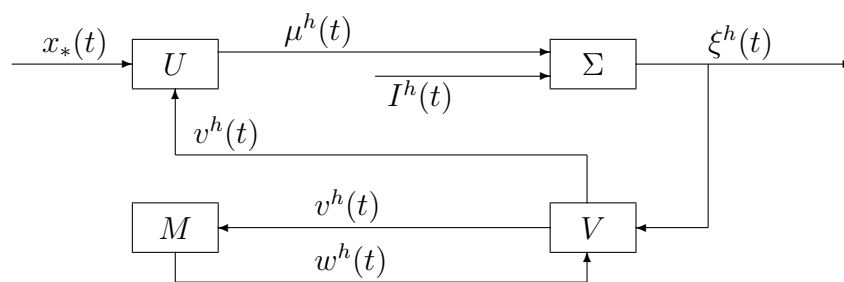 x_*(t) μ^h(t) ξ^h(t)
U Σ
I^h(t)
v^h(t)
v^h(t)
M V
w^h(t)